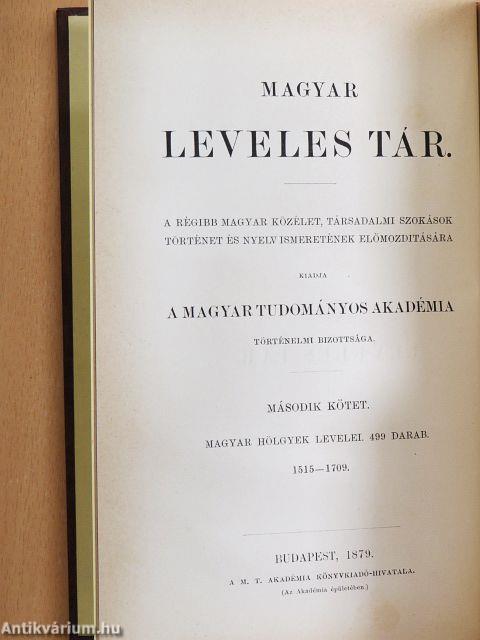 MAGYAR
LEVELES TÁR.
A RÉGIBB MAGYAR KÖZÉLET, TÁRSADALMI SZOKÁSOK
TÖRTÉNET ÉS NYELV ISMERETÉNEK ELŐMOZDITÁSÁRA
KIADJA
A MAGYAR TUDOMÁNYOS AKADÉMIA
TÖRTÉNELMI BIZOTTSÁGA.
MÁSODIK KÖTET.
MAGYAR HÖLGYEK LEVELEI. 499 DARAB.
1515—1709.
BUDAPEST, 1879.
A M. T. AKADÉMIA KÖNYVKIADÓ-HIVATALA.
(Az Akadémia épületében.)
Antikvárium.hu